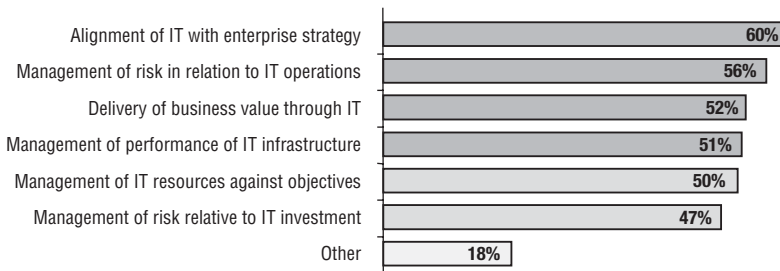 Alignment of IT with enterprise strategy 60%
Management of risk in relation to IT operations 56%
Delivery of business value through IT 52%
Management of performance of IT infrastructure 51%
Management of IT resources against objectives 50%
Management of risk relative to IT investment 47%
Other 18%